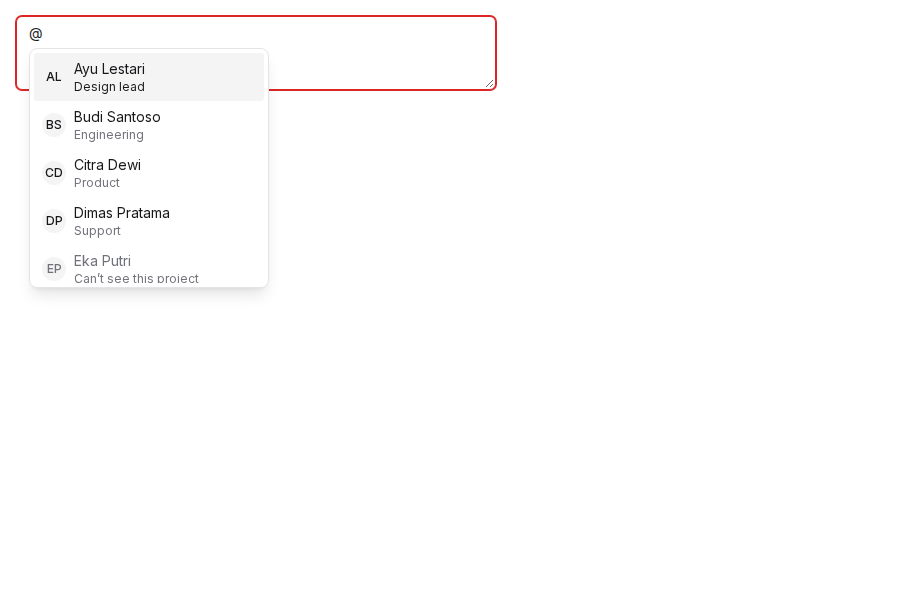 @
AL
Ayu Lestari
Design lead
BS
Budi Santoso
Engineering
CD
Citra Dewi
Product
DP
Dimas Pratama
Support
EP
Eka Putri
Can’t see this project